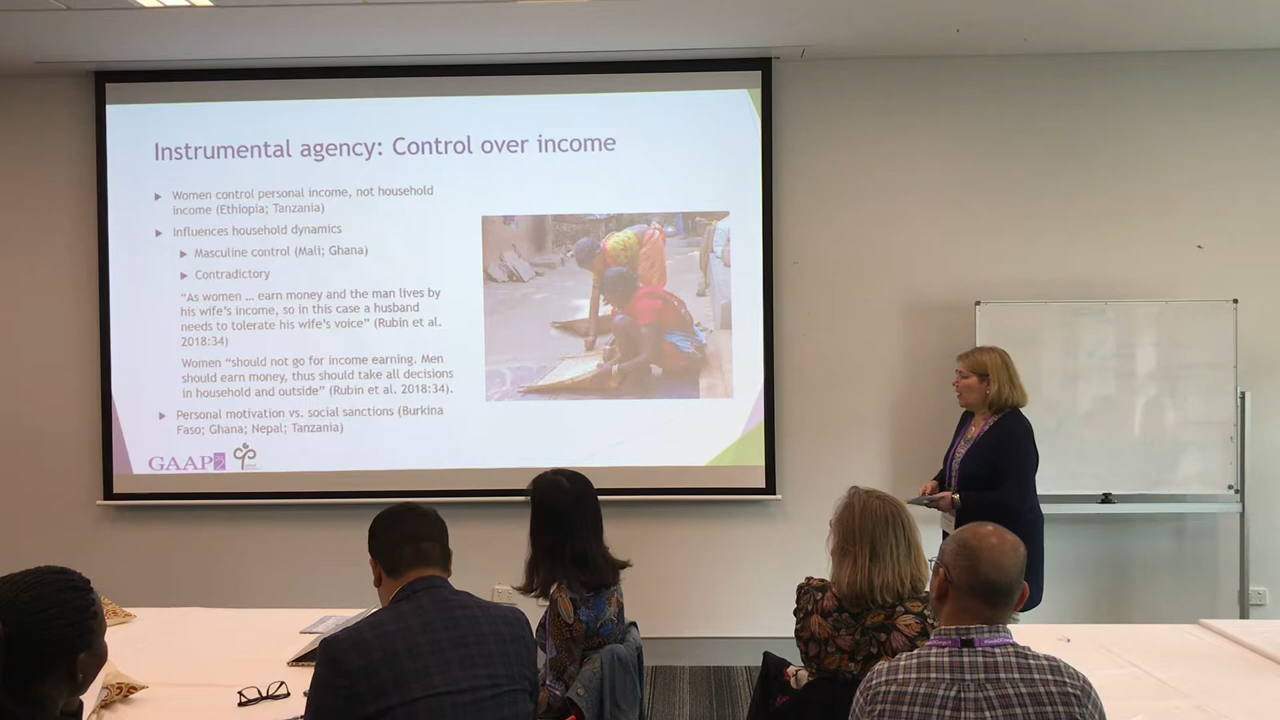 Instrumental agency: Control over income
Women control personal income, not household
income (Ethiopia; Tanzania)
Influences household dynamics
Masculine control (Mali; Ghana)
Contradictory
“As women … earn money and the man lives by
his wife’s income, so in this case a husband
needs to tolerate his wife’s voice” (Rubin et al.
2018:34)
Women “should not go for income earning. Men
should earn money, thus should take all decisions
in household and outside” (Rubin et al. 2018:34).
Personal motivation vs. social sanctions (Burkina
Faso; Ghana; Nepal; Tanzania)
GAAP